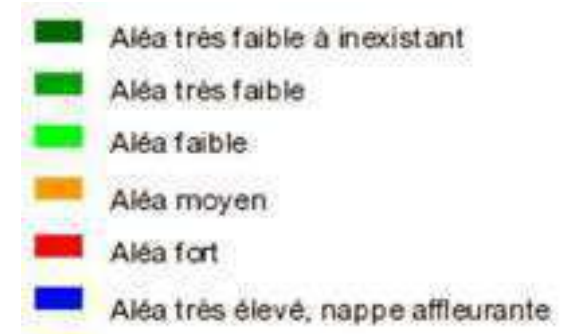 Aléa très faible à inexistant
Aléa très faible
Aléa faible
Aléa moyen
Aléa fort
Aléa très élevé, nappe affleurante